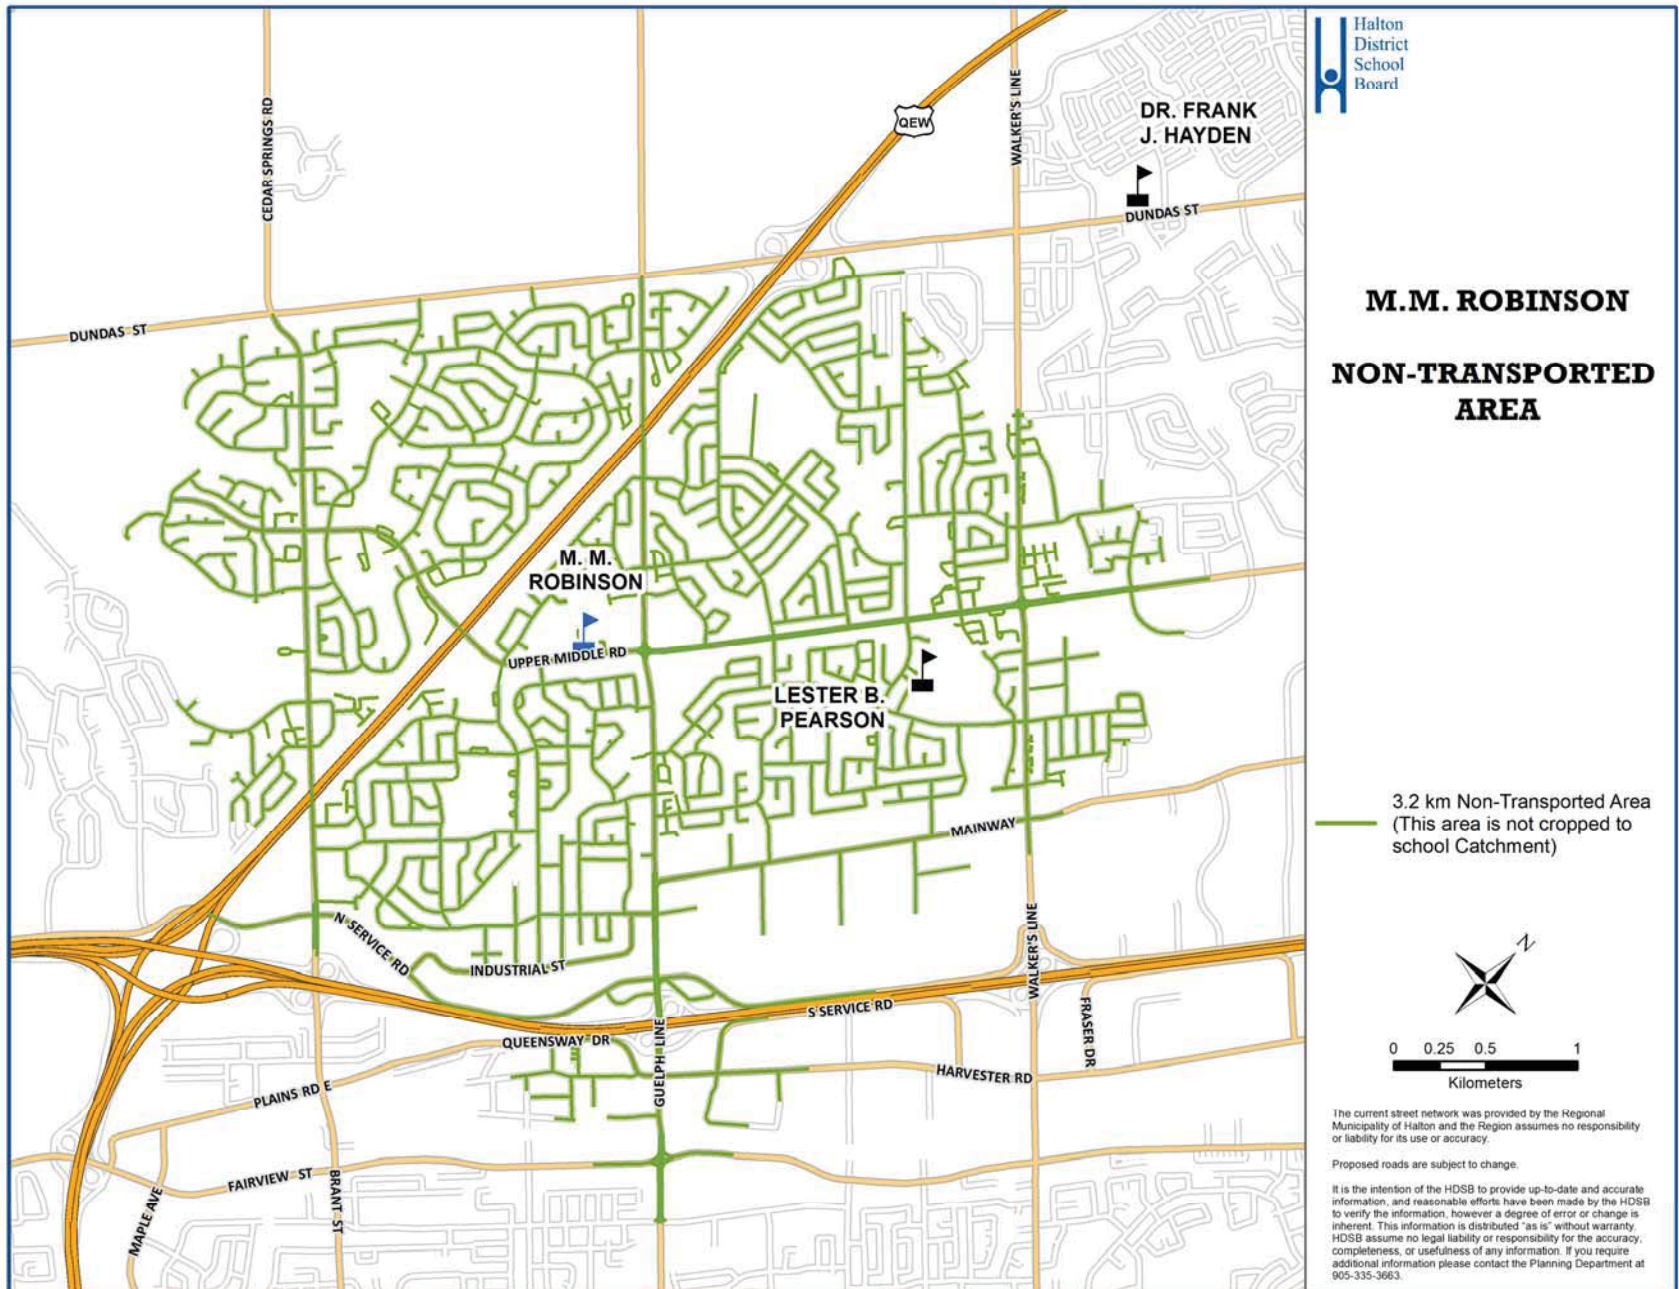 CEDAR SPRINGS RD
QEW
WALKER'S LINE
DR. FRANK
J. HAYDEN
DUNDAS ST
DUNDAS ST
M. M.
ROBINSON
UPPER MIDDLE RD
LESTER B.
PEARSON
MAINWAY
N SERVICE RD
INDUSTRIAL ST
WALKER'S LINE
S SERVICE RD
FRASER DR
GUELPH LINE
QUEENSWAY DR
HARVESTER RD
PLAINS RD E
FAIRVIEW ST
BRANT ST
MAPLE AVE
Halton
District
School
Board
M.M. ROBINSON
NON-TRANSPORTED
AREA
3.2 km Non-Transported Area
(This area is not cropped to
school Catchment)
N
0 0.25 0.5 1
Kilometers
The current street network was provided by the Regional
Municipality of Halton and the Region assumes no responsibility
or liability for its use or accuracy.
Proposed roads are subject to change.
It is the intention of the HDSB to provide up-to-date and accurate
information, and reasonable efforts have been made by the HDSB
to verify the information, however a degree of error or change is
inherent. This information is distributed "as is" without warranty.
HDSB assume no legal liability or responsibility for the accuracy,
completeness, or usefulness of any information. If you require
additional information please contact the Planning Department at
905-335-3663.